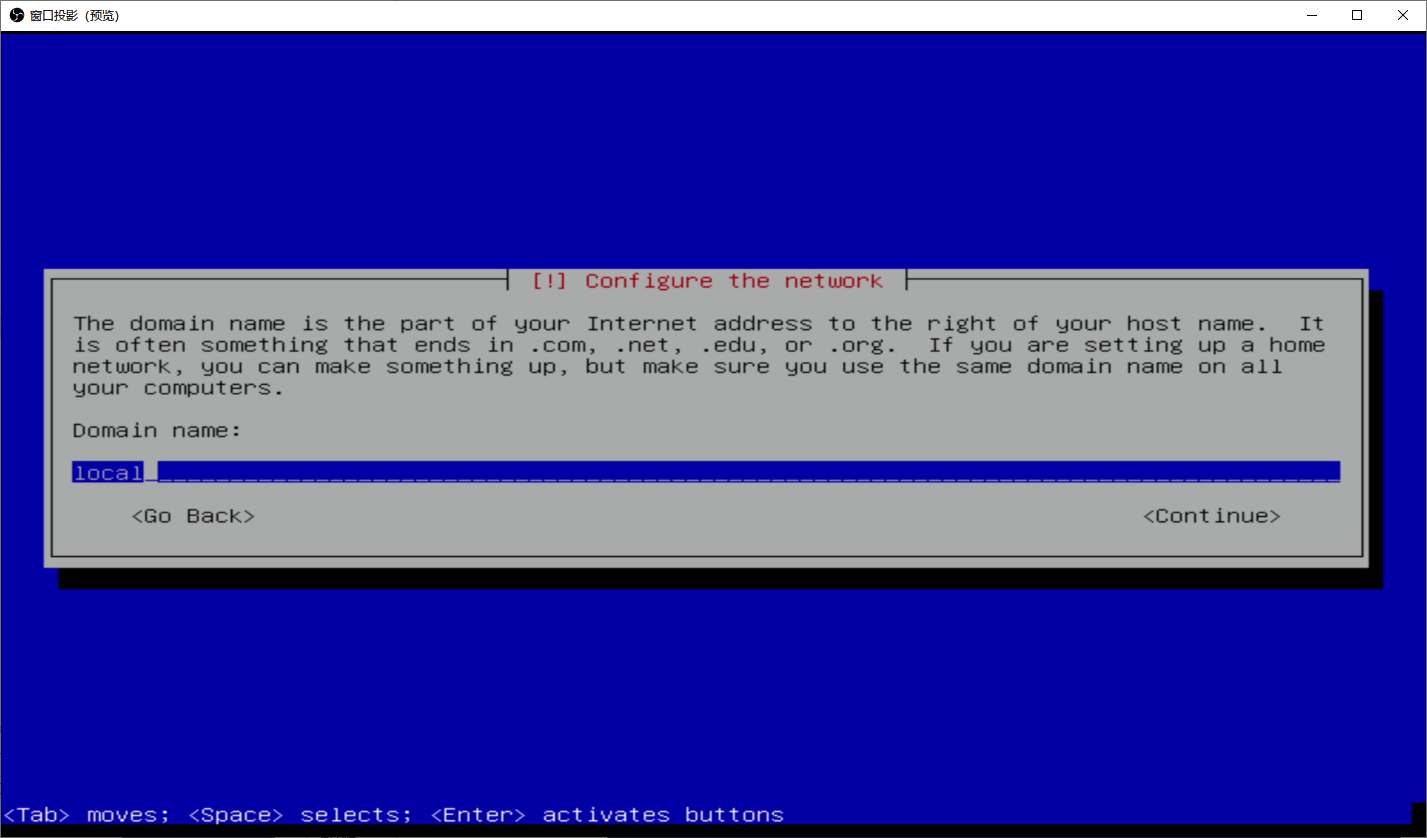 窗口投影 (预览)
[!] Configure the network
The domain name is the part of your Internet address to the right of your host name.  It
is often something that ends in .com, .net, .edu, or .org.  If you are setting up a home
network, you can make something up, but make sure you use the same domain name on all
your computers.
Domain name:
local
<Go Back> <Continue>
<Tab> moves; <Space> selects; <Enter> activates buttons